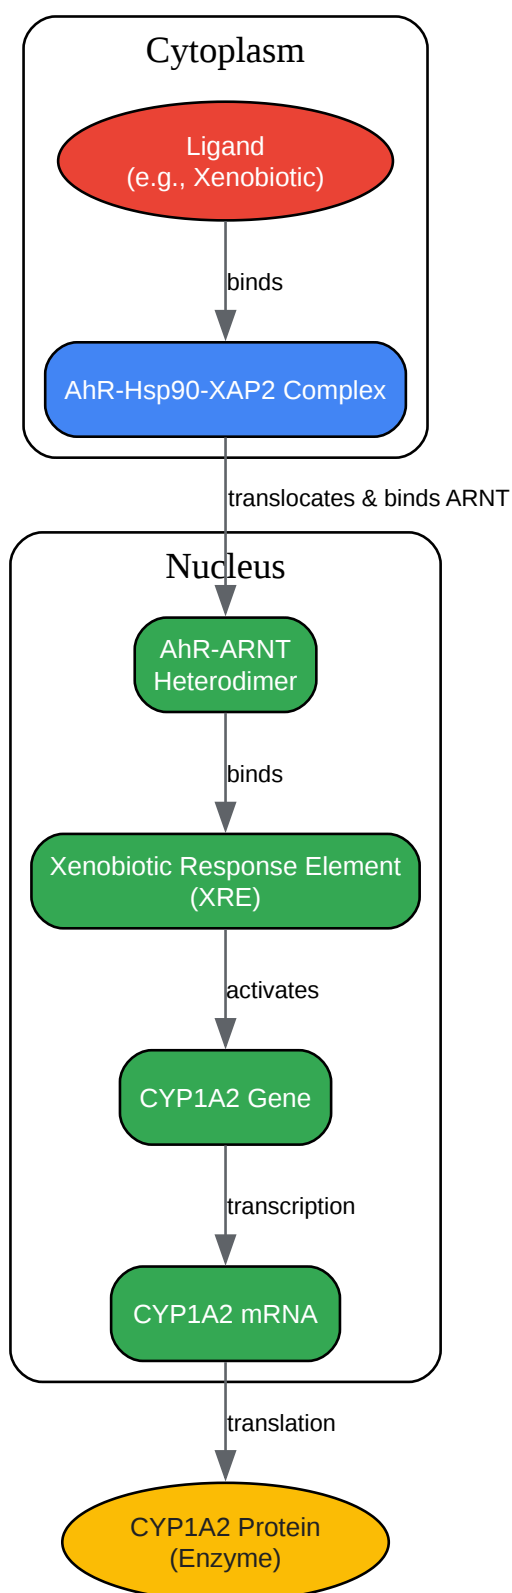 Cytoplasm
Ligand
(e.g., Xenobiotic)
binds
AhR-Hsp90-XAP2 Complex
translocates & binds ARNT
Nucleus
AhR-ARNT
Heterodimer
binds
Xenobiotic Response Element
(XRE)
activates
CYP1A2 Gene
transcription
CYP1A2 mRNA
translation
CYP1A2 Protein
(Enzyme)